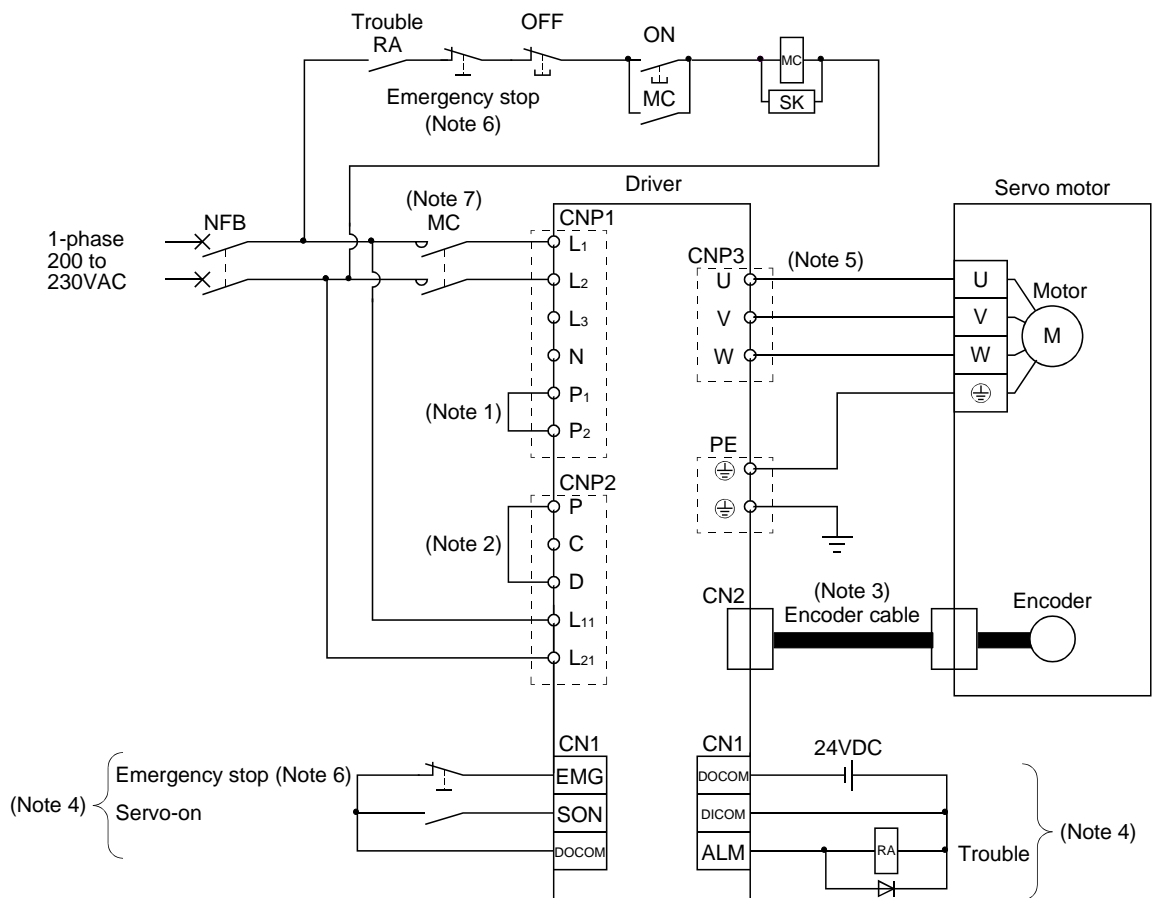 Trouble
RA
OFF
ON
MC
SK
MC
Emergency stop
(Note 6)
Driver
Servo motor
(Note 7)
MC
NFB
1-phase
200 to
230VAC
CNP1
L1
L2
L3
N
P1
P2
(Note 1)
CNP2
P
C
D
L11
L21
(Note 2)
CNP3
U
V
W
(Note 5)
U
V
W
Motor
M
PE
CN2
(Note 3)
Encoder cable
Encoder
CN1
EMG
SON
DOCOM
Emergency stop (Note 6)
Servo-on
(Note 4)
CN1
DOCOM
DICOM
ALM
24VDC
RA
Trouble
(Note 4)